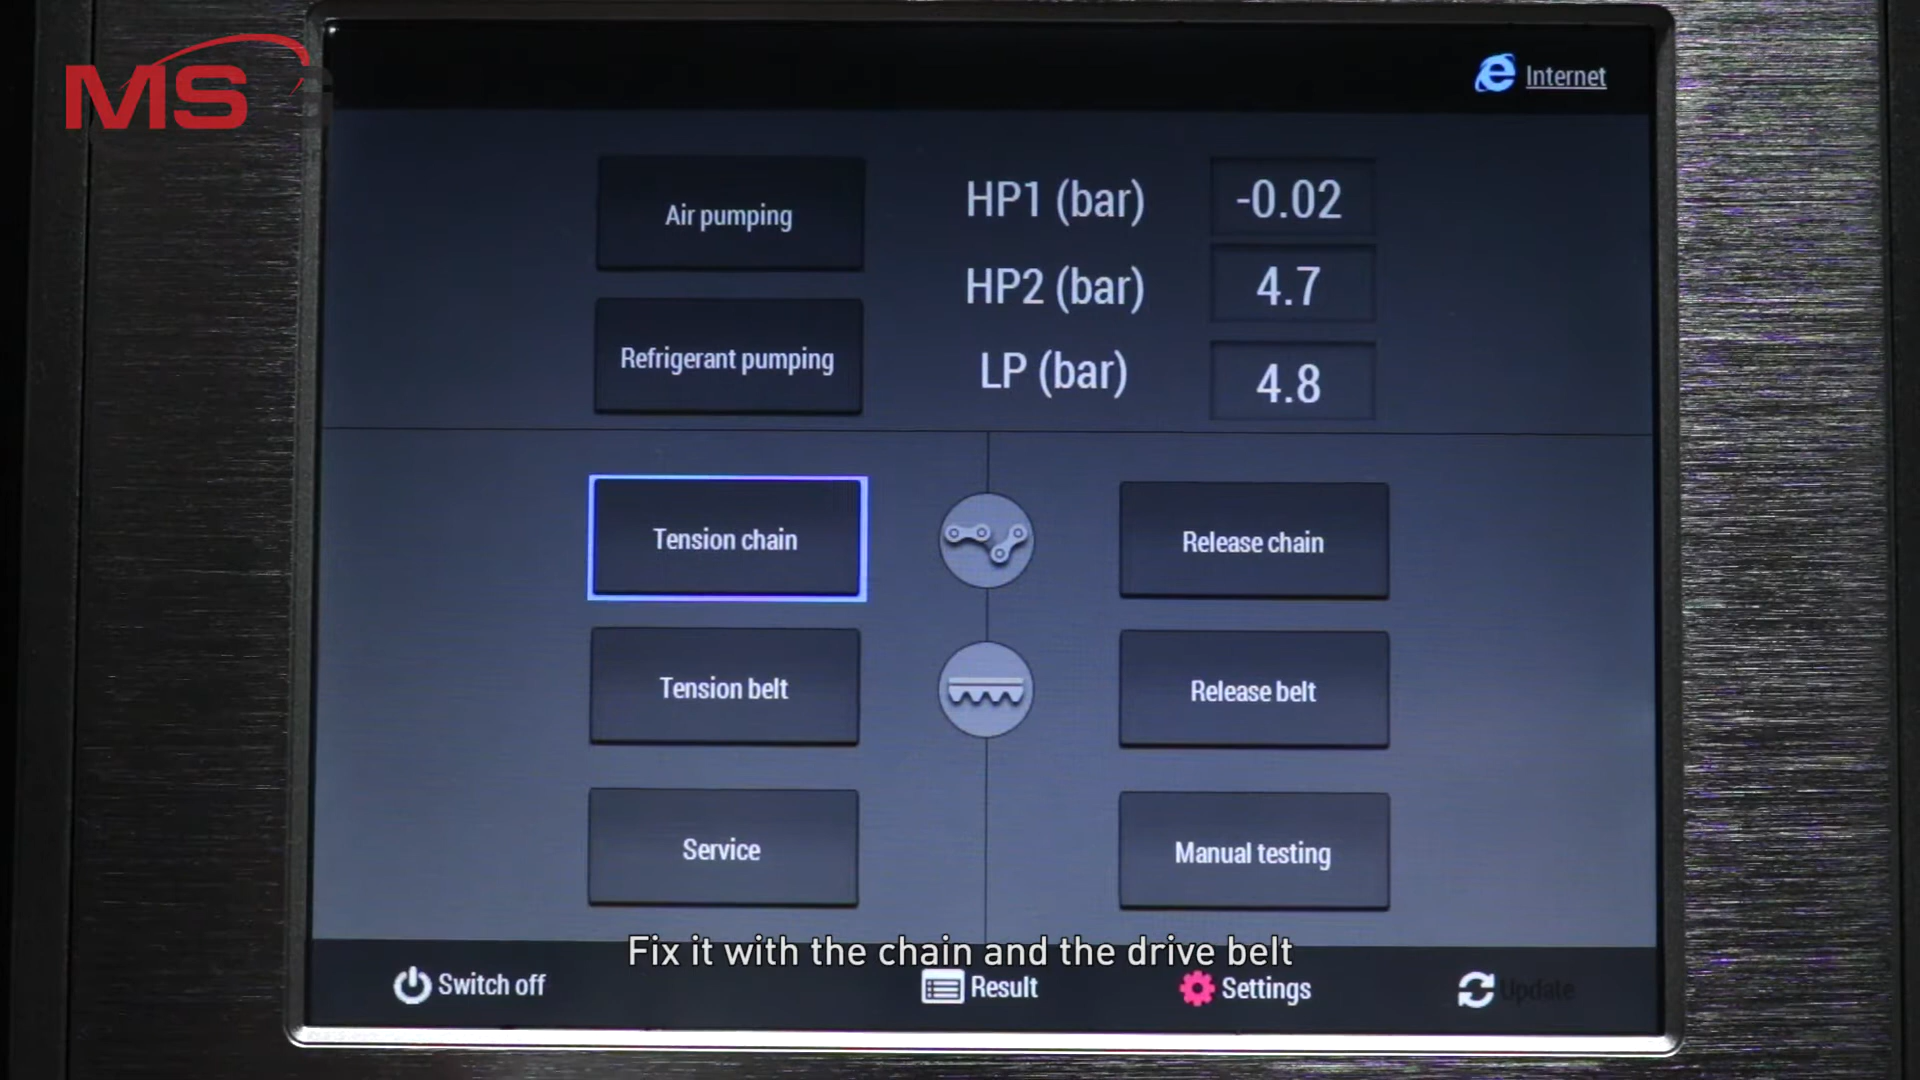 MS
Internet
Air pumping
HP1 (bar) -0.02
HP2 (bar) 4.7
Refrigerant pumping
LP (bar) 4.8
Tension chain
Release chain
Tension belt
Release belt
Service
Manual testing
Fix it with the chain and the drive belt
Switch off
Result
Settings
Update